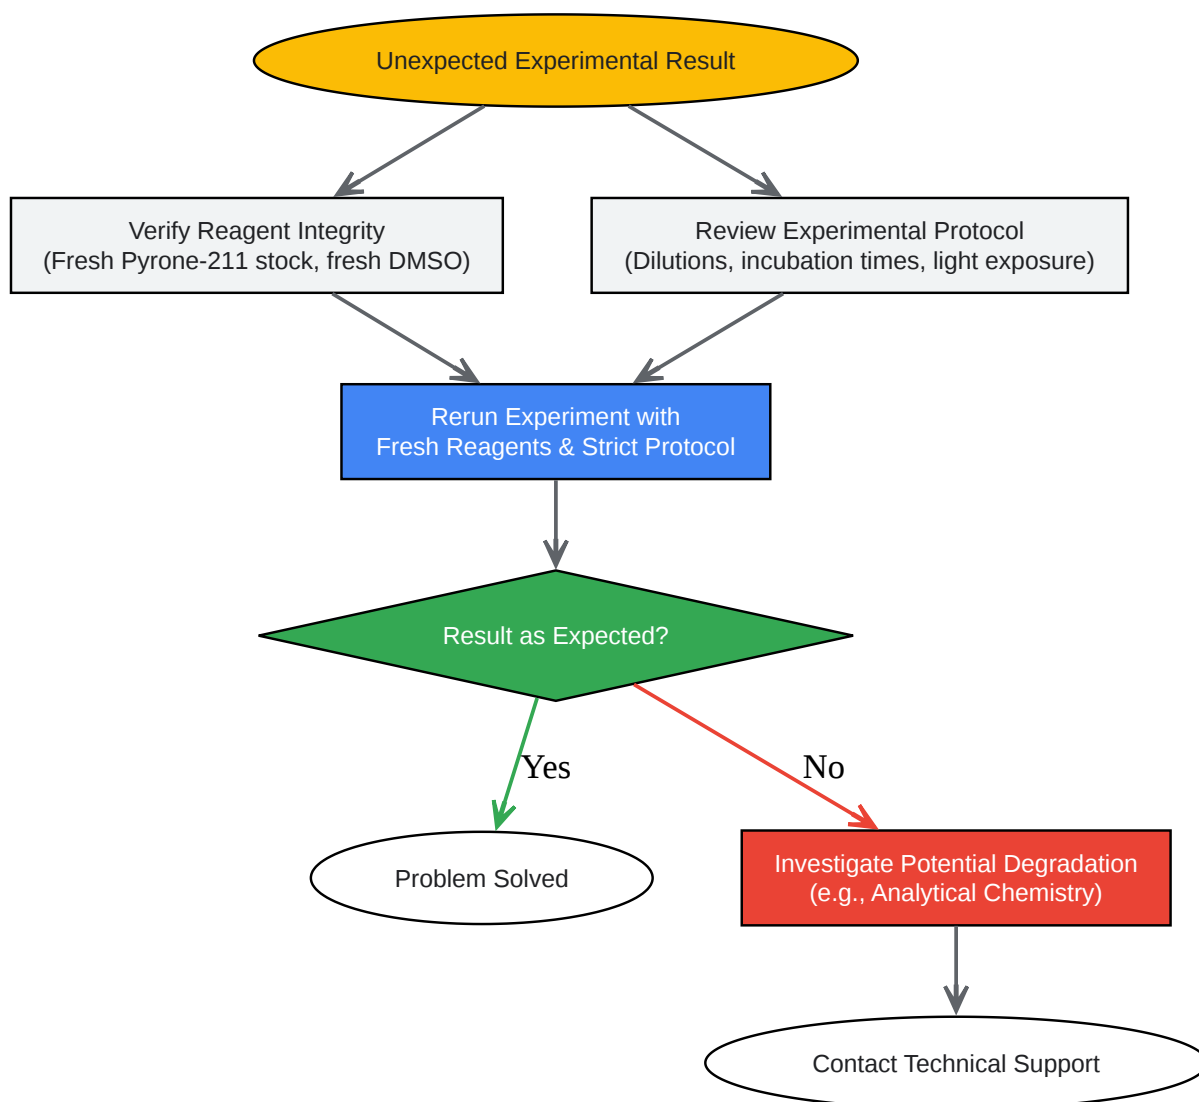 Unexpected Experimental Result
Verify Reagent Integrity
(Fresh Pyrone-211 stock, fresh DMSO)
Review Experimental Protocol
(Dilutions, incubation times, light exposure)
Rerun Experiment with
Fresh Reagents & Strict Protocol
Result as Expected?
Yes
No
Problem Solved
Investigate Potential Degradation
(e.g., Analytical Chemistry)
Contact Technical Support